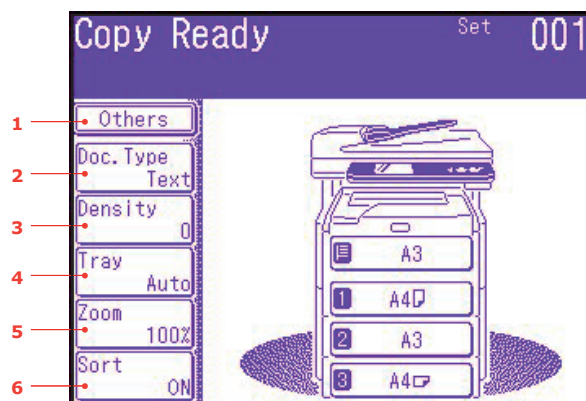 Copy Ready Set 001
1 Others
2 Doc.Type
Text
3 Density
0
4 Tray
Auto
5 Zoom
100%
6 Sort
ON
A3
1 A4
2 A3
3 A4